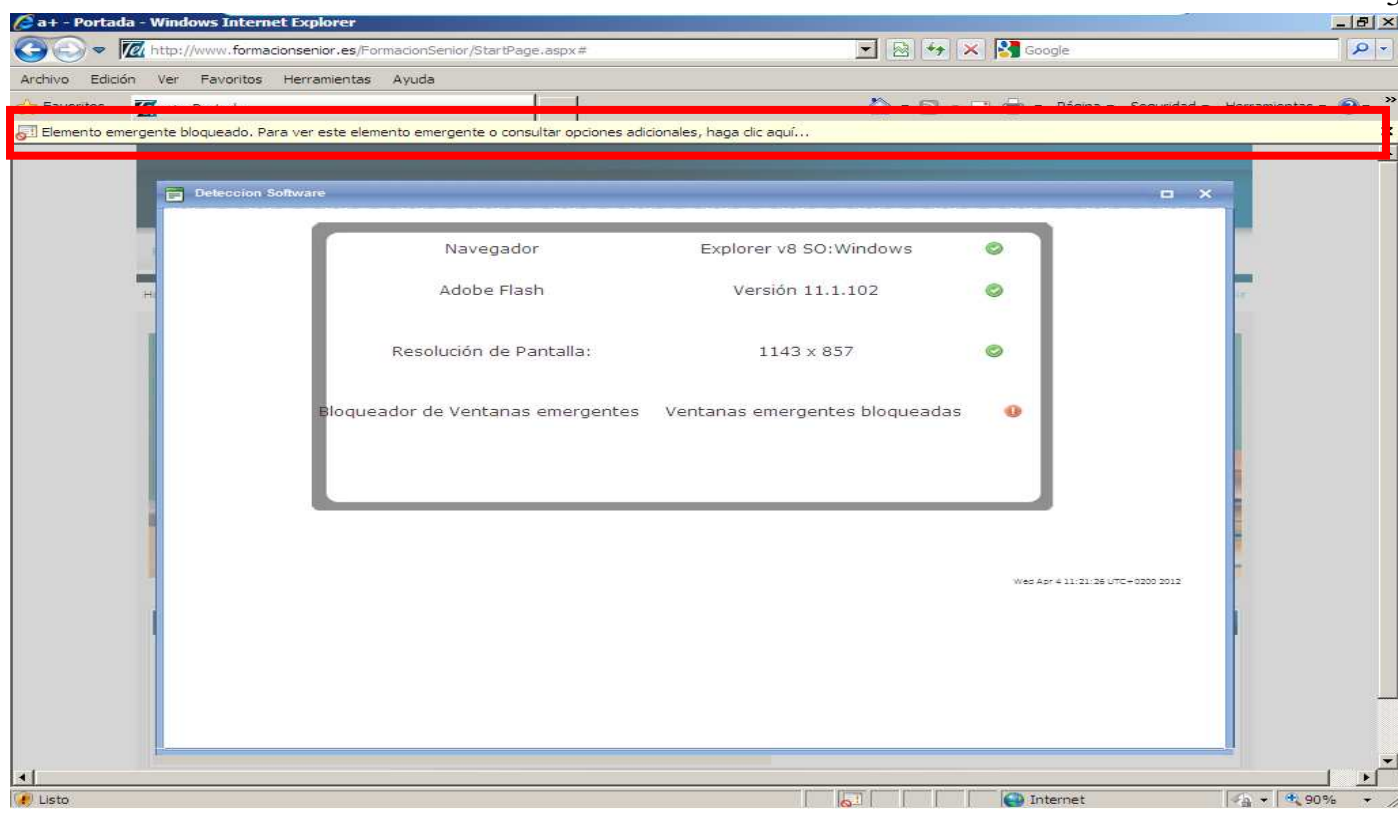 a+ - Portada - Windows Internet Explorer
http://www.formacionsenior.es/FormacionSenior/StartPage.aspx#
Google
Archivo Edición Ver Favoritos Herramientas Ayuda
Elemento emergente bloqueado. Para ver este elemento emergente o consultar opciones adicionales, haga clic aquí...
Deteccion Software
Navegador Explorer v8 SO:Windows
Adobe Flash Versión 11.1.102
Resolución de Pantalla: 1143 x 857
Bloqueador de Ventanas emergentes Ventanas emergentes bloqueadas
Wed Apr 4 11:21:26 UTC+0200 2012
Listo Internet 90%